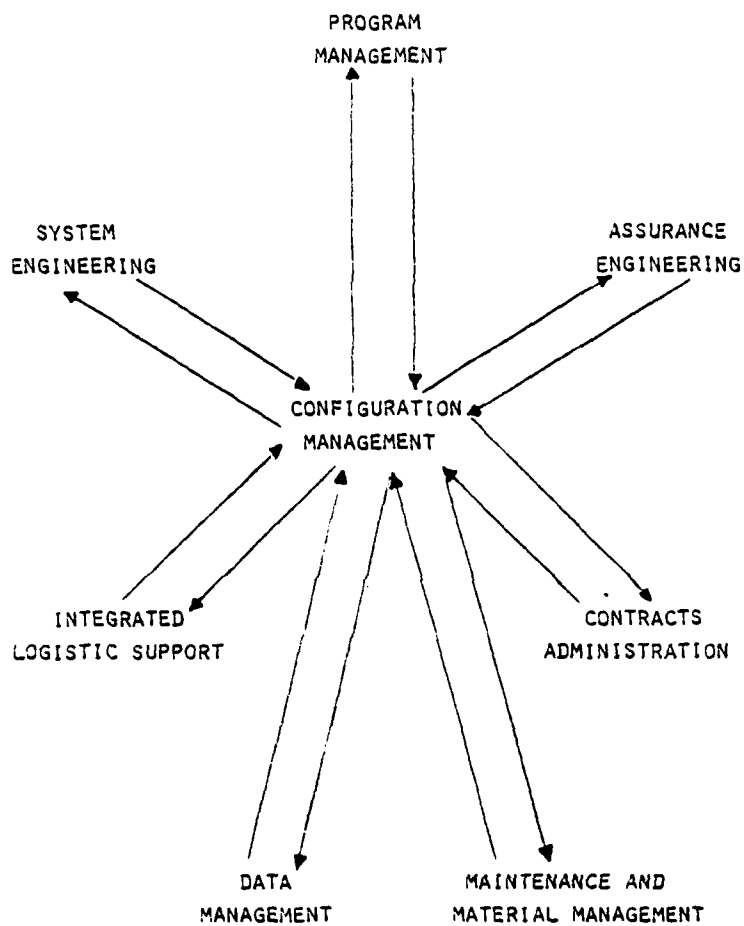 PROGRAM
MANAGEMENT
SYSTEM
ENGINEERING
ASSURANCE
ENGINEERING
CONFIGURATION
MANAGEMENT
INTEGRATED
LOGISTIC SUPPORT
CONTRACTS
ADMINISTRATION
DATA
MANAGEMENT
MAINTENANCE AND
MATERIAL MANAGEMENT